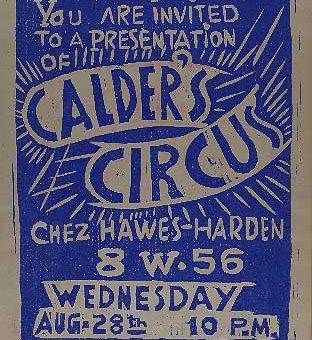 YOU ARE INVITED
TO A PRESENTATION
OF
CALDER'S
CIRCUS
CHEZ HAWES-HARDEN
8 W. 56
WEDNESDAY
AUG-28th 10 P.M.